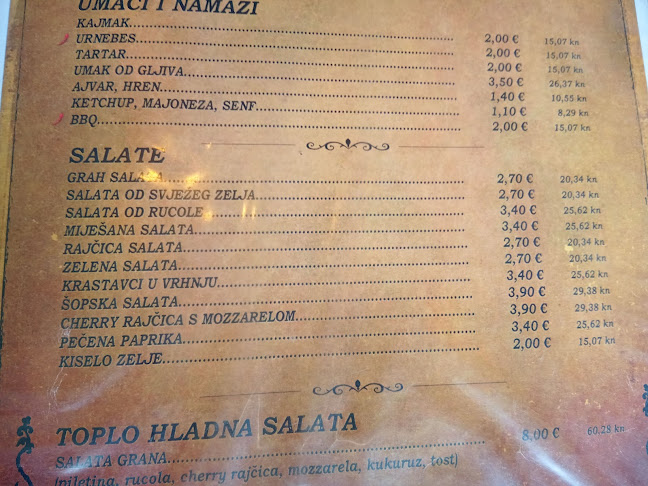 UMACI I NAMAZI
KAJMAK 2,00 € 15,07 kn
URNEBES 2,00 € 15,07 kn
TARTAR 2,00 € 15,07 kn
UMAK OD GLJIVA 3,50 € 26,37 kn
AJVAR, HREN 1,40 € 10,55 kn
KETCHUP, MAJONEZA, SENF 1,10 € 8,29 kn
BBQ 2,00 € 15,07 kn
SALATE
GRAH SALATA 2,70 € 20,34 kn
SALATA OD SVJEŽEG ZELJA 2,70 € 20,34 kn
SALATA OD RUCOLE 3,40 € 25,62 kn
MIJEŠANA SALATA 3,40 € 25,62 kn
RAJČICA SALATA 2,70 € 20,34 kn
ZELENA SALATA 2,70 € 20,34 kn
KRASTAVCI U VRHNJU 3,40 € 25,62 kn
ŠOPSKA SALATA 3,90 € 29,38 kn
CHERRY RAJČICA S MOZZARELOM 3,90 € 29,38 kn
PEČENA PAPRIKA 3,40 € 25,62 kn
KISELO ZELJE 2,00 € 15,07 kn
TOPLO HLADNA SALATA
SALATA GRANA 8,00 € 60,28 kn
(piletina, rucola, cherry rajčica, mozzarela, kukuruz, tost)